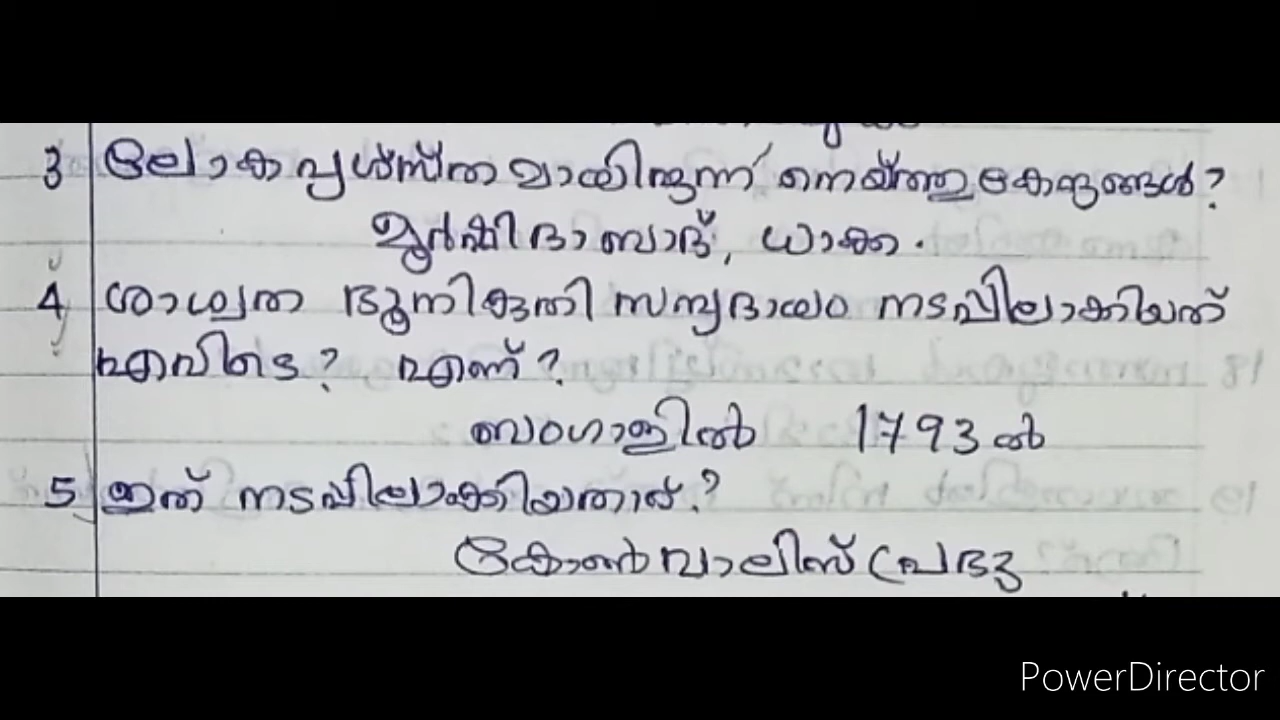 3 ലോകപ്രശസ്തമായിരുന്ന നെയ്ത്തുകേന്ദ്രങ്ങൾ?
മൂർഷിദാബാദ്, ധാക്ക.
4 ശാശ്വത ഭൂനികുതി സമ്പ്രദായം നടപ്പിലാക്കിയത്
എവിടെ? എന്ന്?
ബംഗാളിൽ 1793 ൽ
5 ഇത് നടപ്പിലാക്കിയതാര്?
കോൺവാലിസ് പ്രഭു
PowerDirector